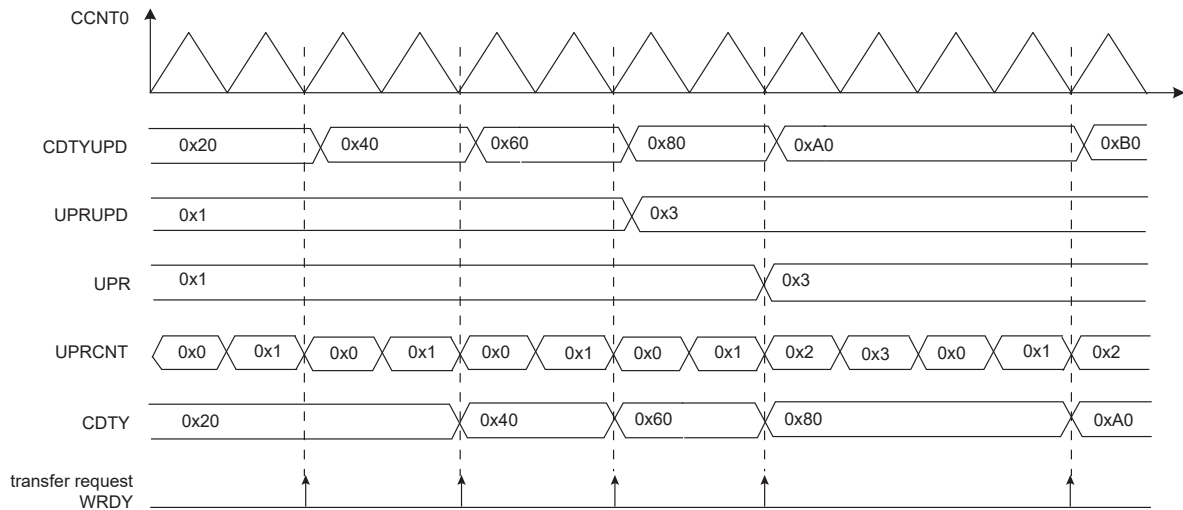 CCNT0
CDTYUPD 0x20 0x40 0x60 0x80 0xA0 0xB0
UPRUPD 0x1 0x3
UPR 0x1 0x3
UPRCNT 0x0 0x1 0x0 0x1 0x0 0x1 0x0 0x1 0x2 0x3 0x0 0x1 0x2
CDTY 0x20 0x40 0x60 0x80 0xA0
transfer request
WRDY